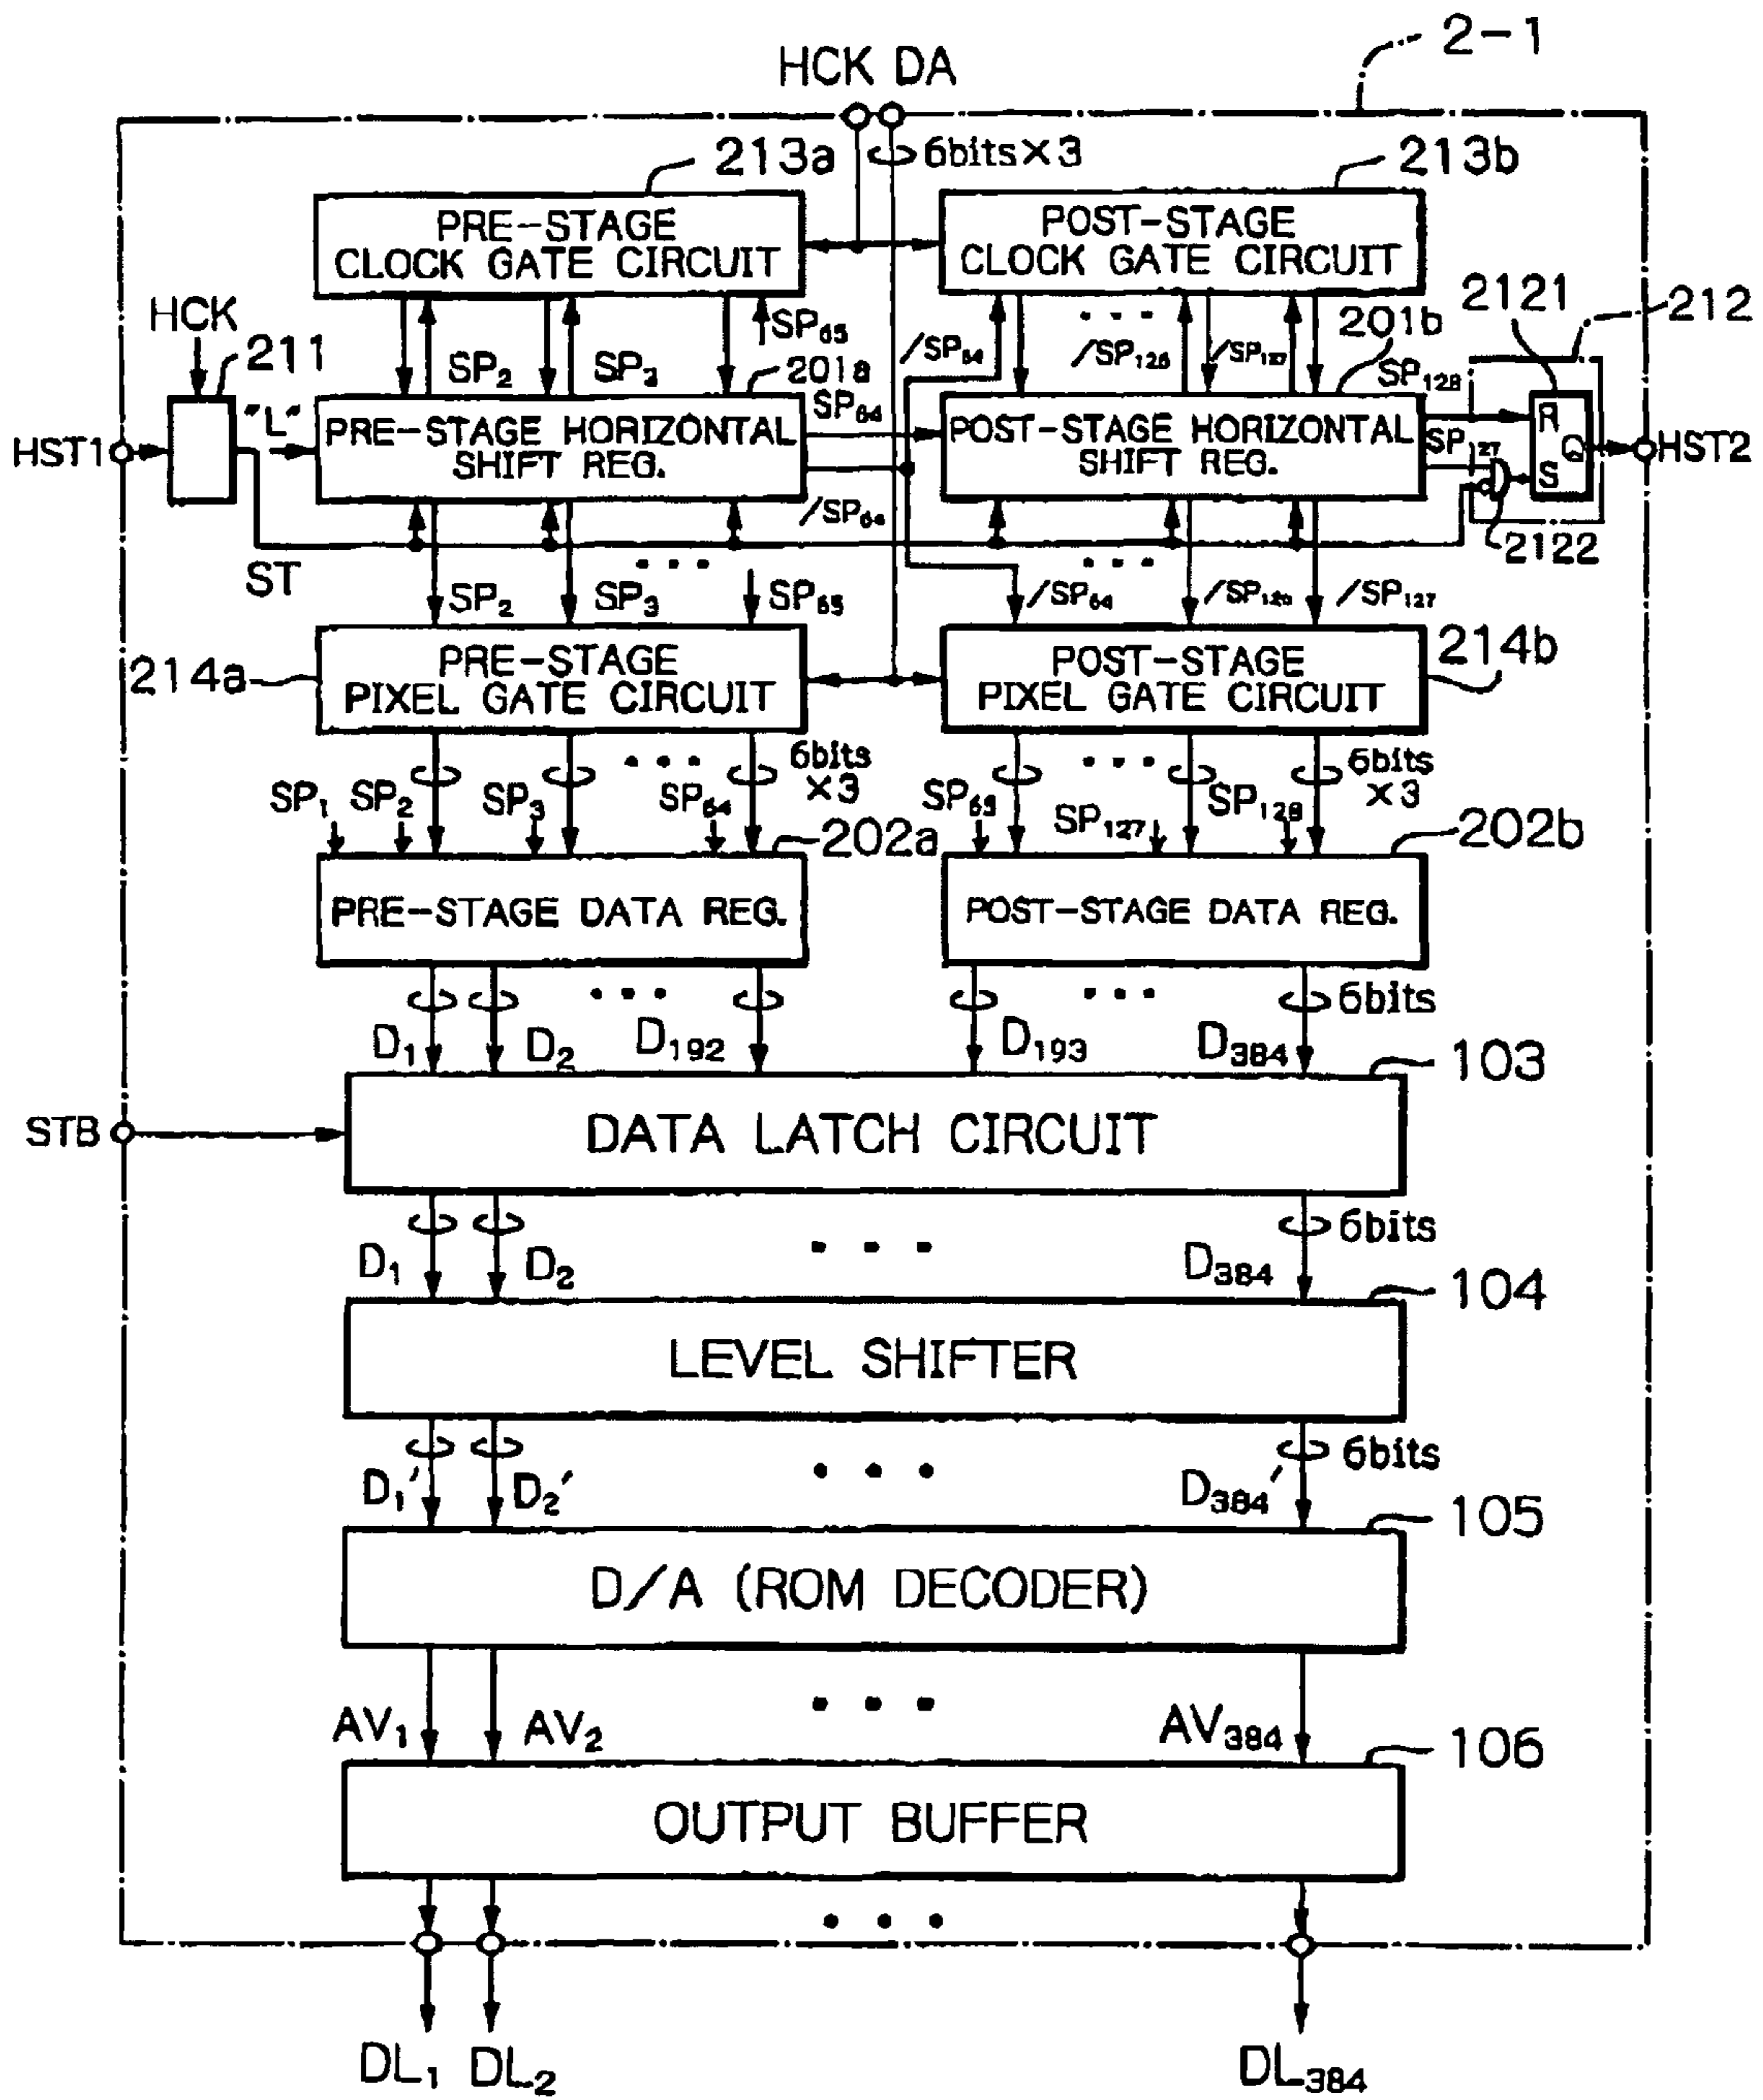 2-1
HCK DA
213a
6bits×3
213b
PRE-STAGE
CLOCK GATE CIRCUIT
POST-STAGE
CLOCK GATE CIRCUIT
HCK
211
SP2
SP3
SP65
201a
/SP64
/SP126
/SP127
201b
2121
212
SP128
"L"
SP64
HST1
PRE-STAGE HORIZONTAL
SHIFT REG.
POST-STAGE HORIZONTAL
SHIFT REG.
SP127
R
Q
S
HST2
/SP64
2122
ST
. . .
SP2
SP3
SP65
/SP64
/SP126
/SP127
214a
PRE-STAGE
PIXEL GATE CIRCUIT
POST-STAGE
PIXEL GATE CIRCUIT
214b
6bits
×3
6bits
×3
SP1
SP2
SP3
SP64
SP65
SP127
SP128
202a
202b
PRE-STAGE DATA REG.
POST-STAGE DATA REG.
6bits
D1
D2
D192
D193
D384
103
STB
DATA LATCH CIRCUIT
6bits
D1
D2
D384
104
LEVEL SHIFTER
6bits
D1′
D2′
D384′
105
D/A (ROM DECODER)
AV1
AV2
AV384
106
OUTPUT BUFFER
DL1
DL2
DL384